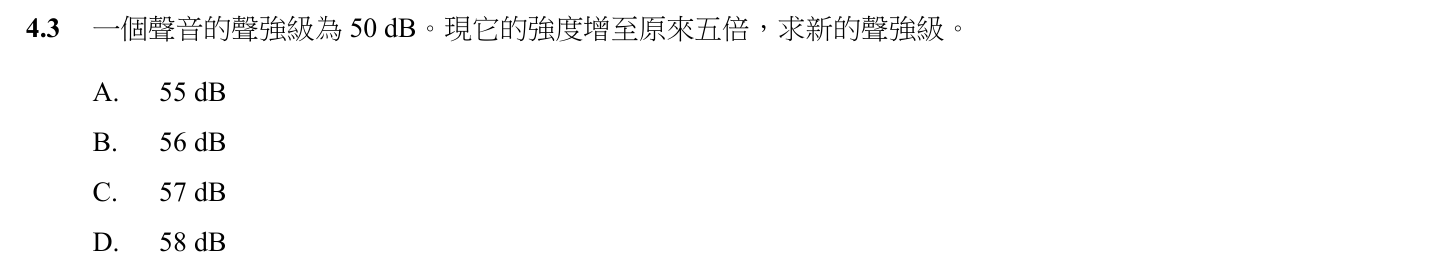 4.3 一個聲音的聲強級為 50 dB。現它的強度增至原來五倍，求新的聲強級。
A. 55 dB
B. 56 dB
C. 57 dB
D. 58 dB